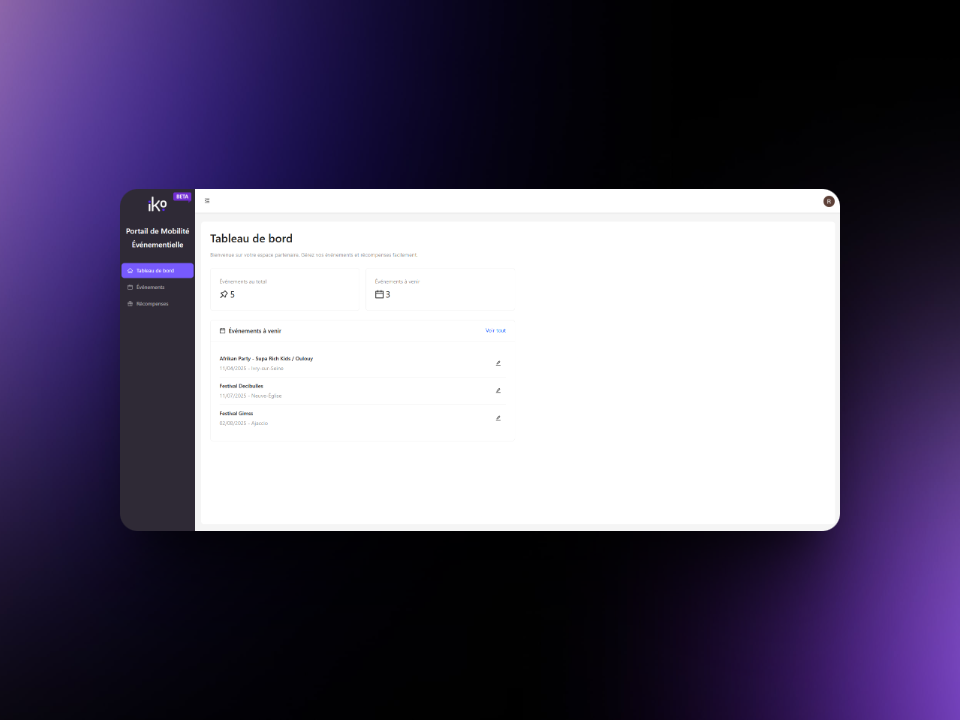 iko
BETA
Portail de Mobilité
Événementielle
Tableau de bord
Événements
Récompenses
R
Tableau de bord
Bienvenue sur votre espace partenaire. Gérez vos événements et récompenses facilement.
Événements au total
5
Événements à venir
3
Événements à venir
Voir tout
Afrikan Party - Supa Rich Kids / Oulouy
11/04/2025 - Ivry-sur-Seine
Festival Decibulles
11/07/2025 - Neuve-Église
Festival Gimes
02/08/2025 - Ajaccio